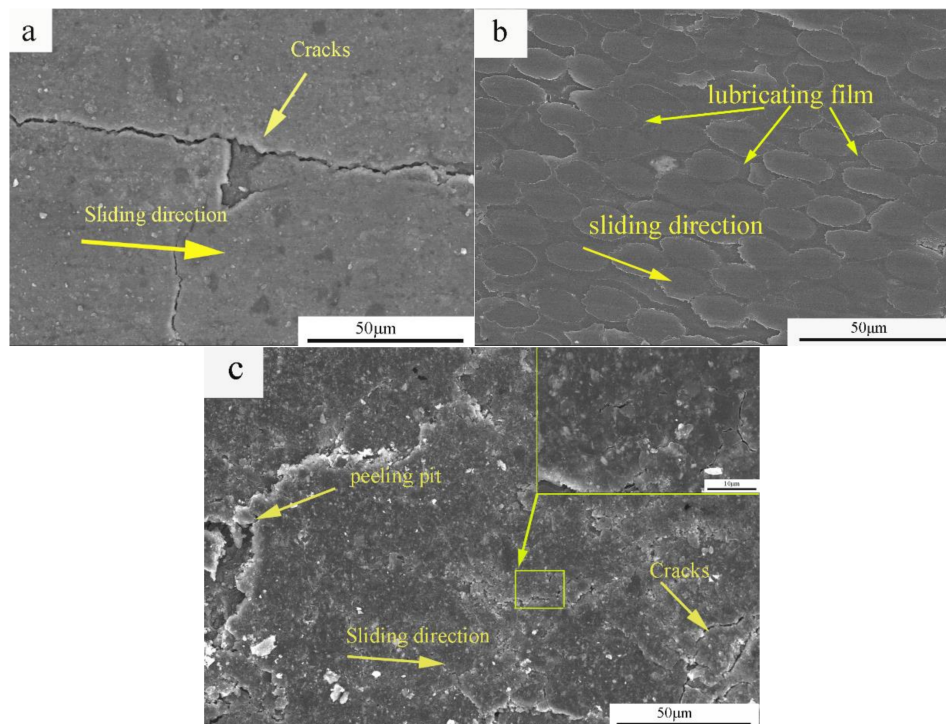 a
Cracks
Sliding direction
50μm
b
lubricating film
sliding direction
50μm
c
peeling pit
10μm
Cracks
Sliding direction
50μm